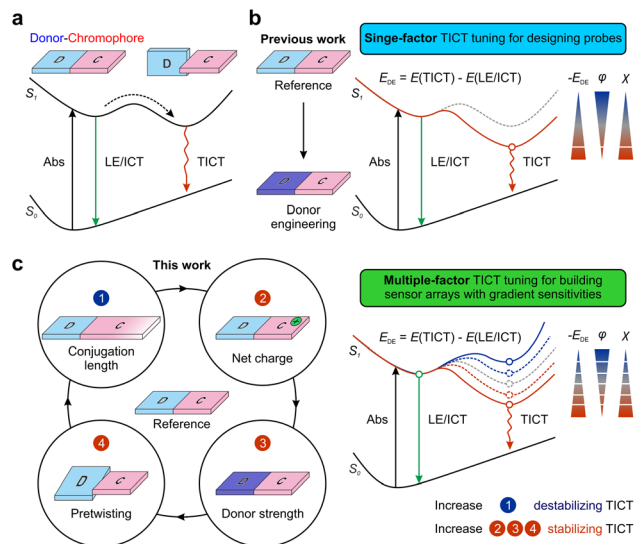 a
Donor-Chromophore
D C
D C
S1
Abs
LE/ICT
TICT
S0
b
Previous work
D C
Reference
D C
Donor
engineering
Singe-factor TICT tuning for designing probes
EDE = E(TICT) - E(LE/ICT)
-EDE φ χ
S1
Abs
LE/ICT
TICT
S0
c
This work
1
D C
Conjugation
length
2
D C +
Net charge
D C
Reference
4
D C
Pretwisting
3
D C
Donor strength
Multiple-factor TICT tuning for building
sensor arrays with gradient sensitivities
EDE = E(TICT) - E(LE/ICT)
-EDE φ χ
S1
Abs
LE/ICT
TICT
S0
Increase 1 destabilizing TICT
Increase 2 3 4 stabilizing TICT